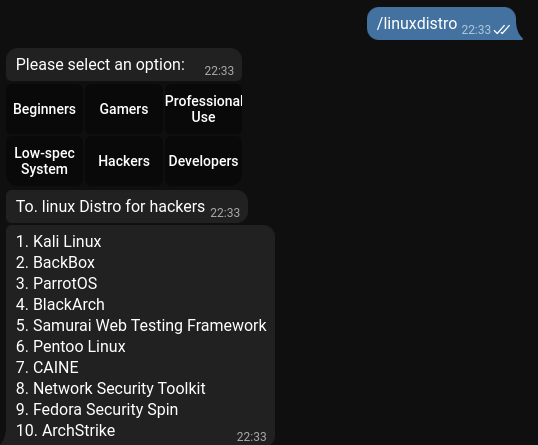 /linuxdistro 22:33
Please select an option: 22:33
Beginners Gamers Professional
Use
Low-spec
System Hackers Developers
To. linux Distro for hackers 22:33
1. Kali Linux
2. BackBox
3. ParrotOS
4. BlackArch
5. Samurai Web Testing Framework
6. Pentoo Linux
7. CAINE
8. Network Security Toolkit
9. Fedora Security Spin
10. ArchStrike 22:33